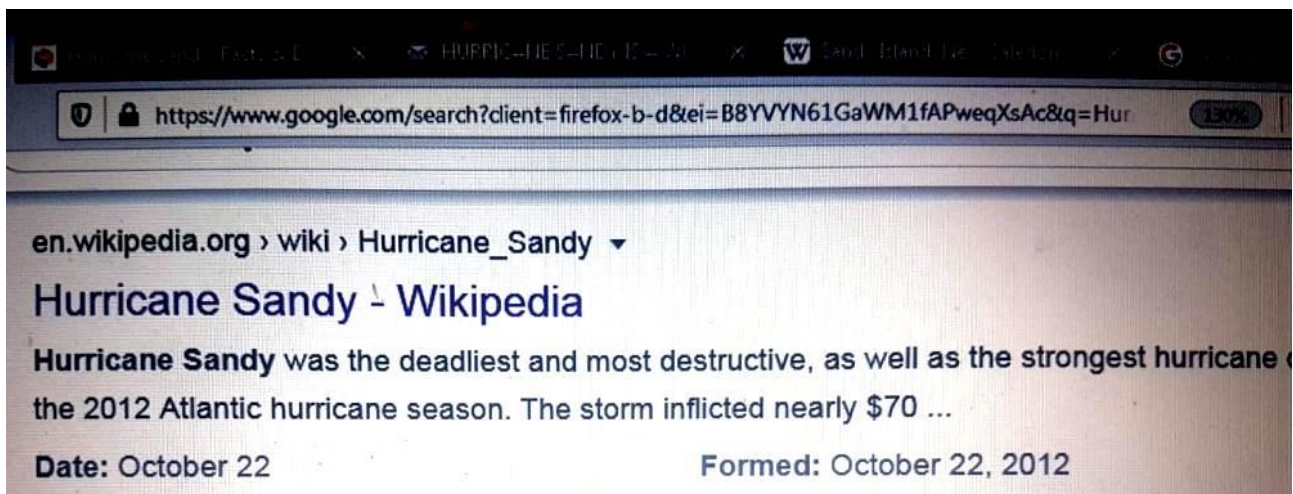 HURRIC
https://www.google.com/search?client=firefox-b-d&ei=B8YVYN61GaWM1fAPweqXsAc&q=Hur 130%
en.wikipedia.org › wiki › Hurricane_Sandy
Hurricane Sandy - Wikipedia
Hurricane Sandy was the deadliest and most destructive, as well as the strongest hurricane
the 2012 Atlantic hurricane season. The storm inflicted nearly $70 ...
Date: October 22 Formed: October 22, 2012